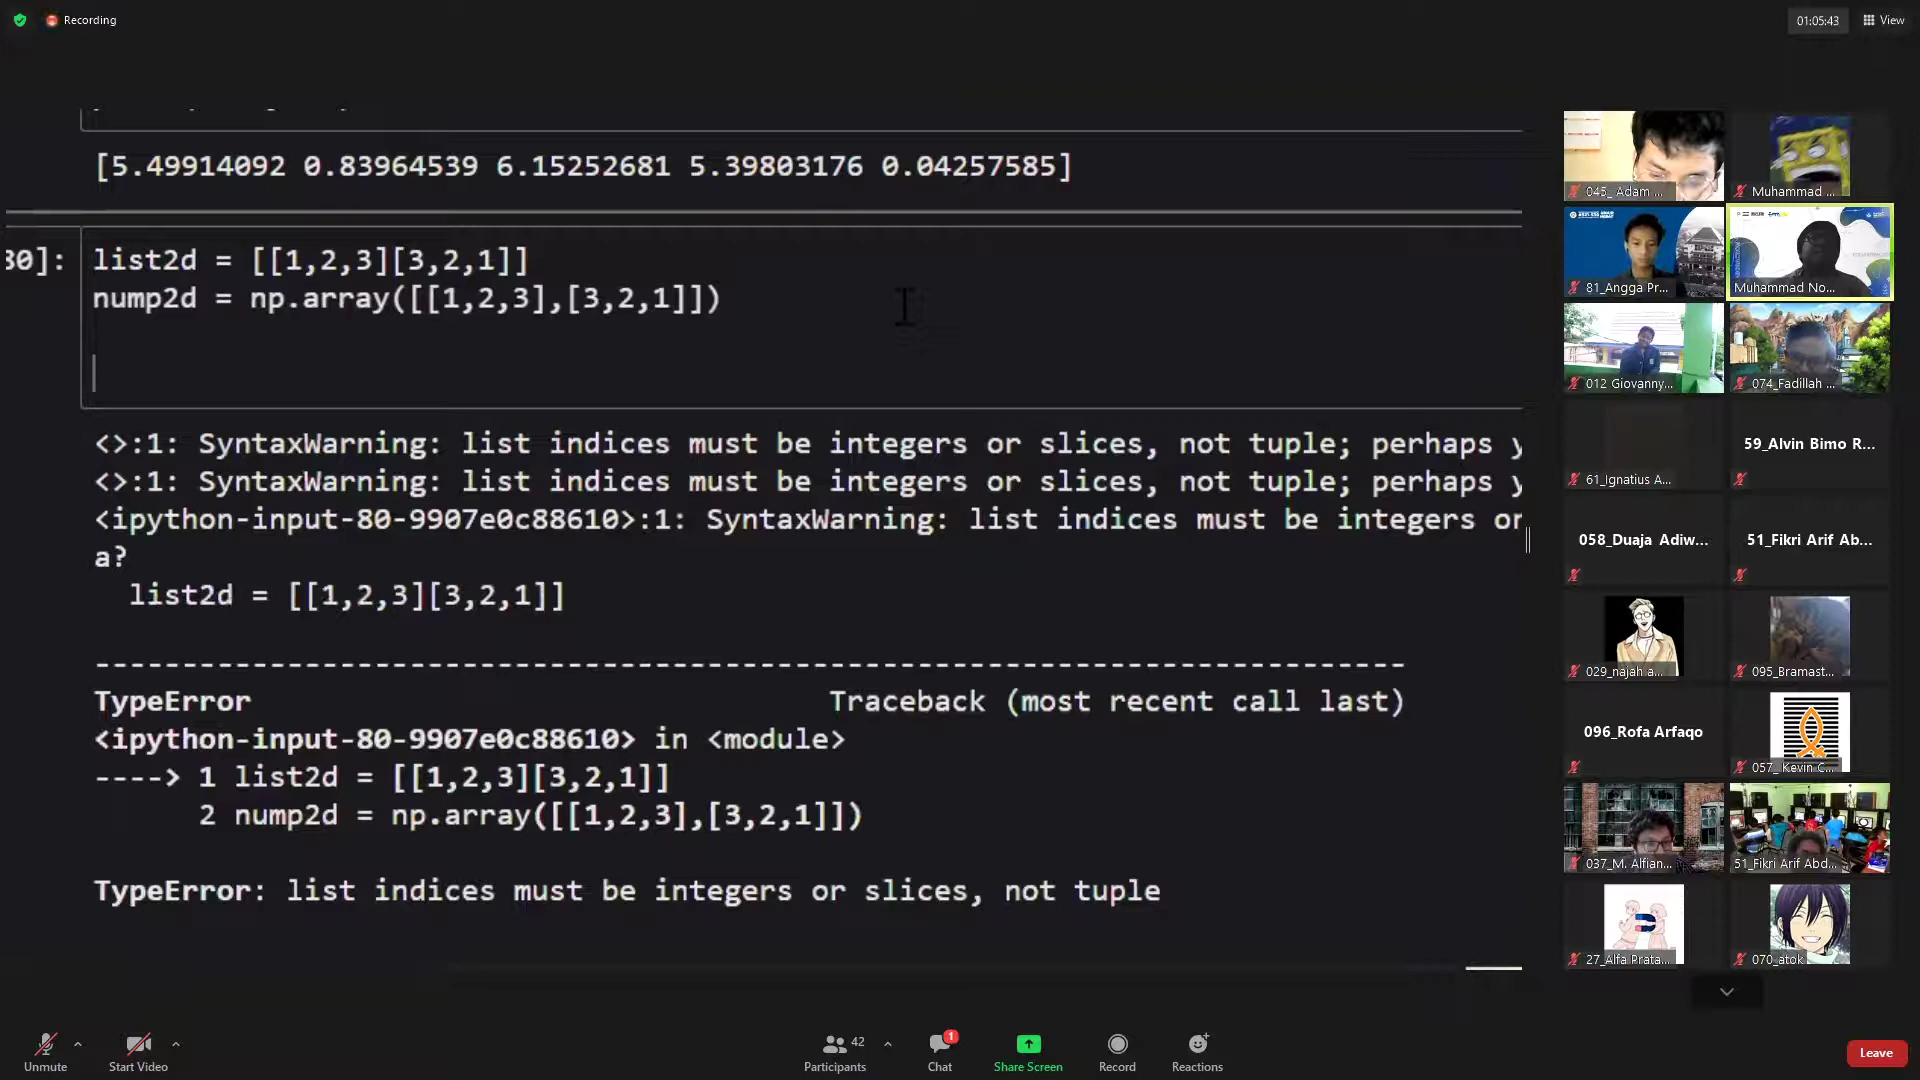 Recording
01:05:43
View
[5.49914092 0.83964539 6.15252681 5.39803176 0.04257585]
80]:
list2d = [[1,2,3][3,2,1]]
nump2d = np.array([[1,2,3],[3,2,1]])
<>:1: SyntaxWarning: list indices must be integers or slices, not tuple; perhaps y
<>:1: SyntaxWarning: list indices must be integers or slices, not tuple; perhaps y
<ipython-input-80-9907e0c88610>:1: SyntaxWarning: list indices must be integers or
a?
list2d = [[1,2,3][3,2,1]]
---------------------------------------------------------------------------
TypeError Traceback (most recent call last)
<ipython-input-80-9907e0c88610> in <module>
----> 1 list2d = [[1,2,3][3,2,1]]
2 nump2d = np.array([[1,2,3],[3,2,1]])
TypeError: list indices must be integers or slices, not tuple
045_ Adam ...
Muhammad ...
81_Angga Pr...
Muhammad No...
012 Giovanny...
074_Fadillah ...
61_Ignatius A...
59_Alvin Bimo R...
058_Duaja Adiw...
51_Fikri Arif Ab...
029_najah a...
095_Bramast...
096_Rofa Arfaqo
057_ Kevin C...
037_M. Alfian...
51_Fikri Arif Abd...
27_Alfa Prata...
070_atok
Unmute
Start Video
42
Participants
1
Chat
Share Screen
Record
Reactions
Leave